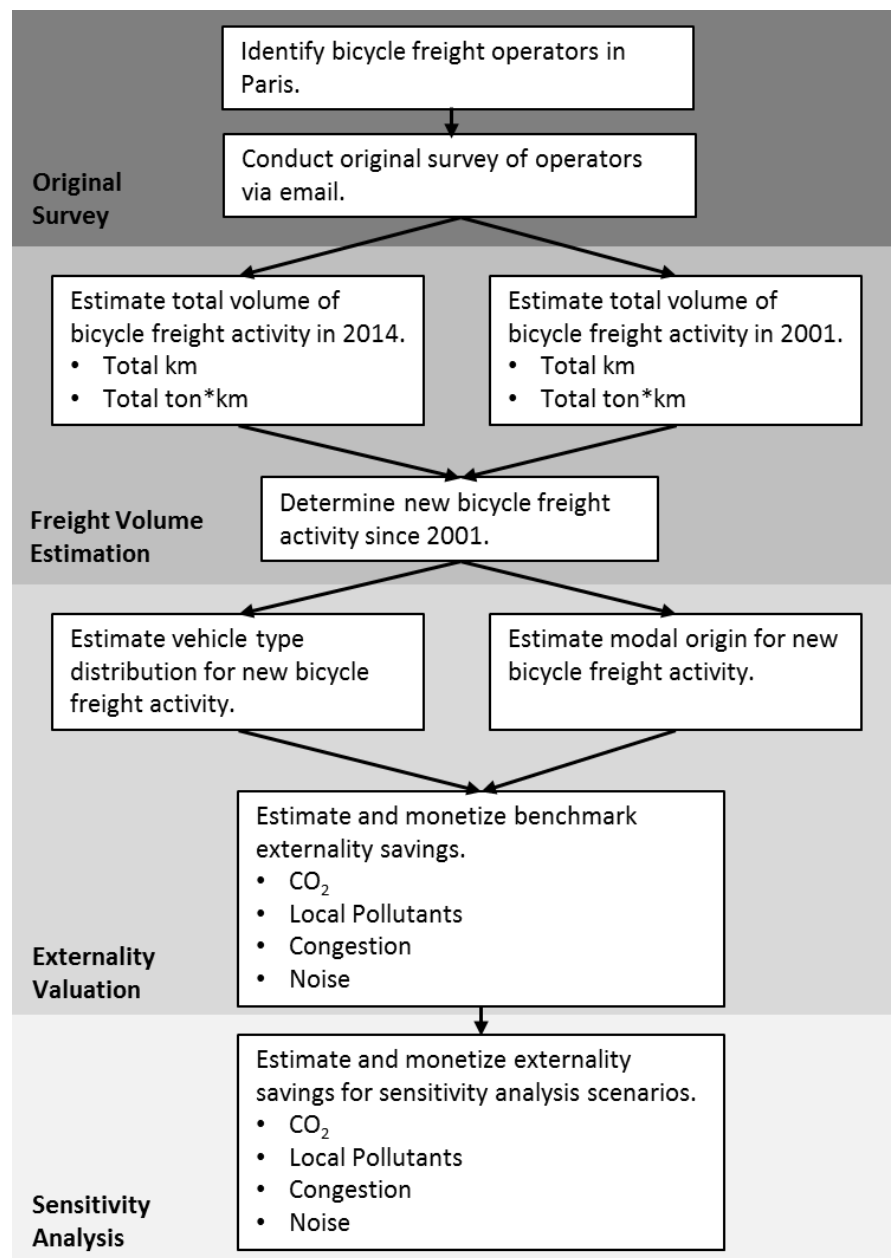 Identify bicycle freight operators in
Paris.
Conduct original survey of operators
via email.
Original
Survey
Estimate total volume of
bicycle freight activity in 2014.
• Total km
• Total ton*km
Estimate total volume of
bicycle freight activity in 2001.
• Total km
• Total ton*km
Determine new bicycle freight
activity since 2001.
Freight Volume
Estimation
Estimate vehicle type
distribution for new bicycle
freight activity.
Estimate modal origin for new
bicycle freight activity.
Estimate and monetize benchmark
externality savings.
• CO₂
• Local Pollutants
• Congestion
• Noise
Externality
Valuation
Estimate and monetize externality
savings for sensitivity analysis scenarios.
• CO₂
• Local Pollutants
• Congestion
• Noise
Sensitivity
Analysis